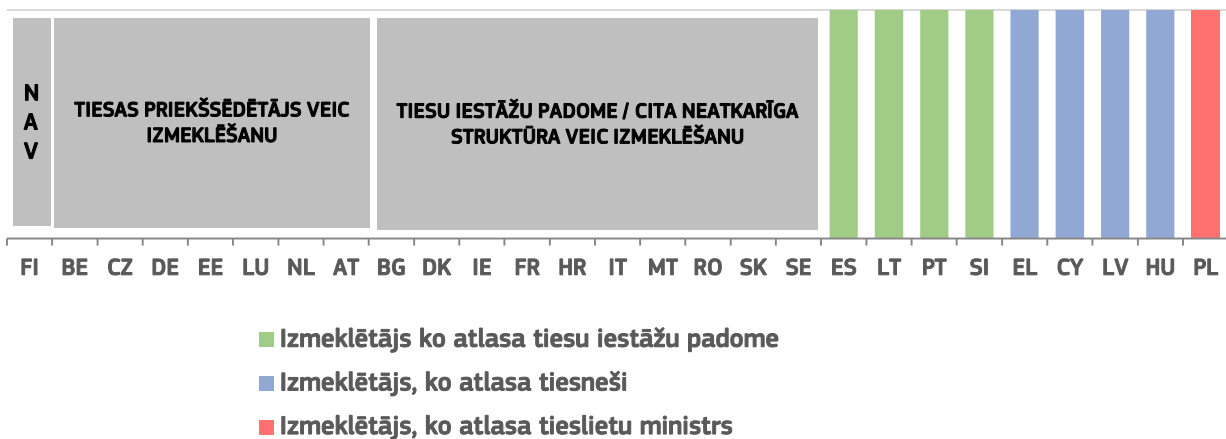 N
A
V
TIESAS PRIEKŠSĒDĒTĀJS VEIC
IZMEKLĒŠANU
TIESU IESTĀŽU PADOME / CITA NEATKARĪGA
STRUKTŪRA VEIC IZMEKLĒŠANU
FI BE CZ DE EE LU NL AT BG DK IE FR HR IT MT RO SK SE ES LT PT SI EL CY LV HU PL
Izmeklētājs ko atlasa tiesu iestāžu padome
Izmeklētājs, ko atlasa tiesneši
Izmeklētājs, ko atlasa tieslietu ministrs